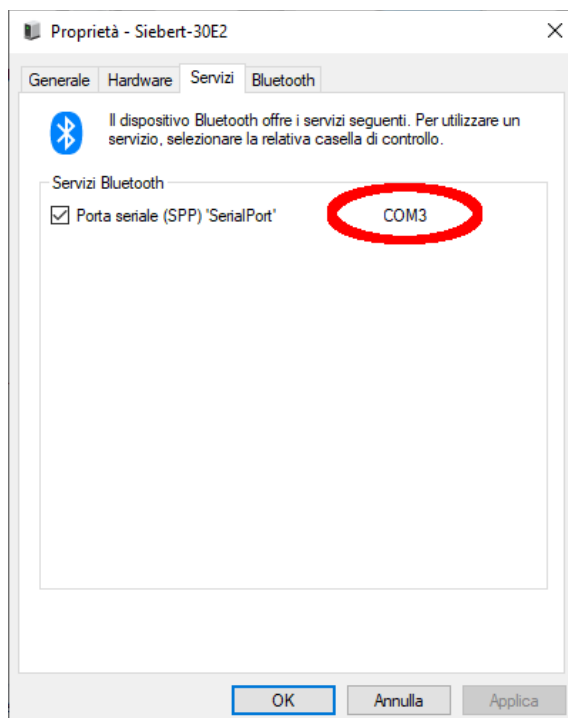 Proprietà - Siebert-30E2
Generale Hardware Servizi Bluetooth
Il dispositivo Bluetooth offre i servizi seguenti. Per utilizzare un
servizio, selezionare la relativa casella di controllo.
Servizi Bluetooth
Porta seriale (SPP) 'SerialPort' COM3
OK Annulla Applica